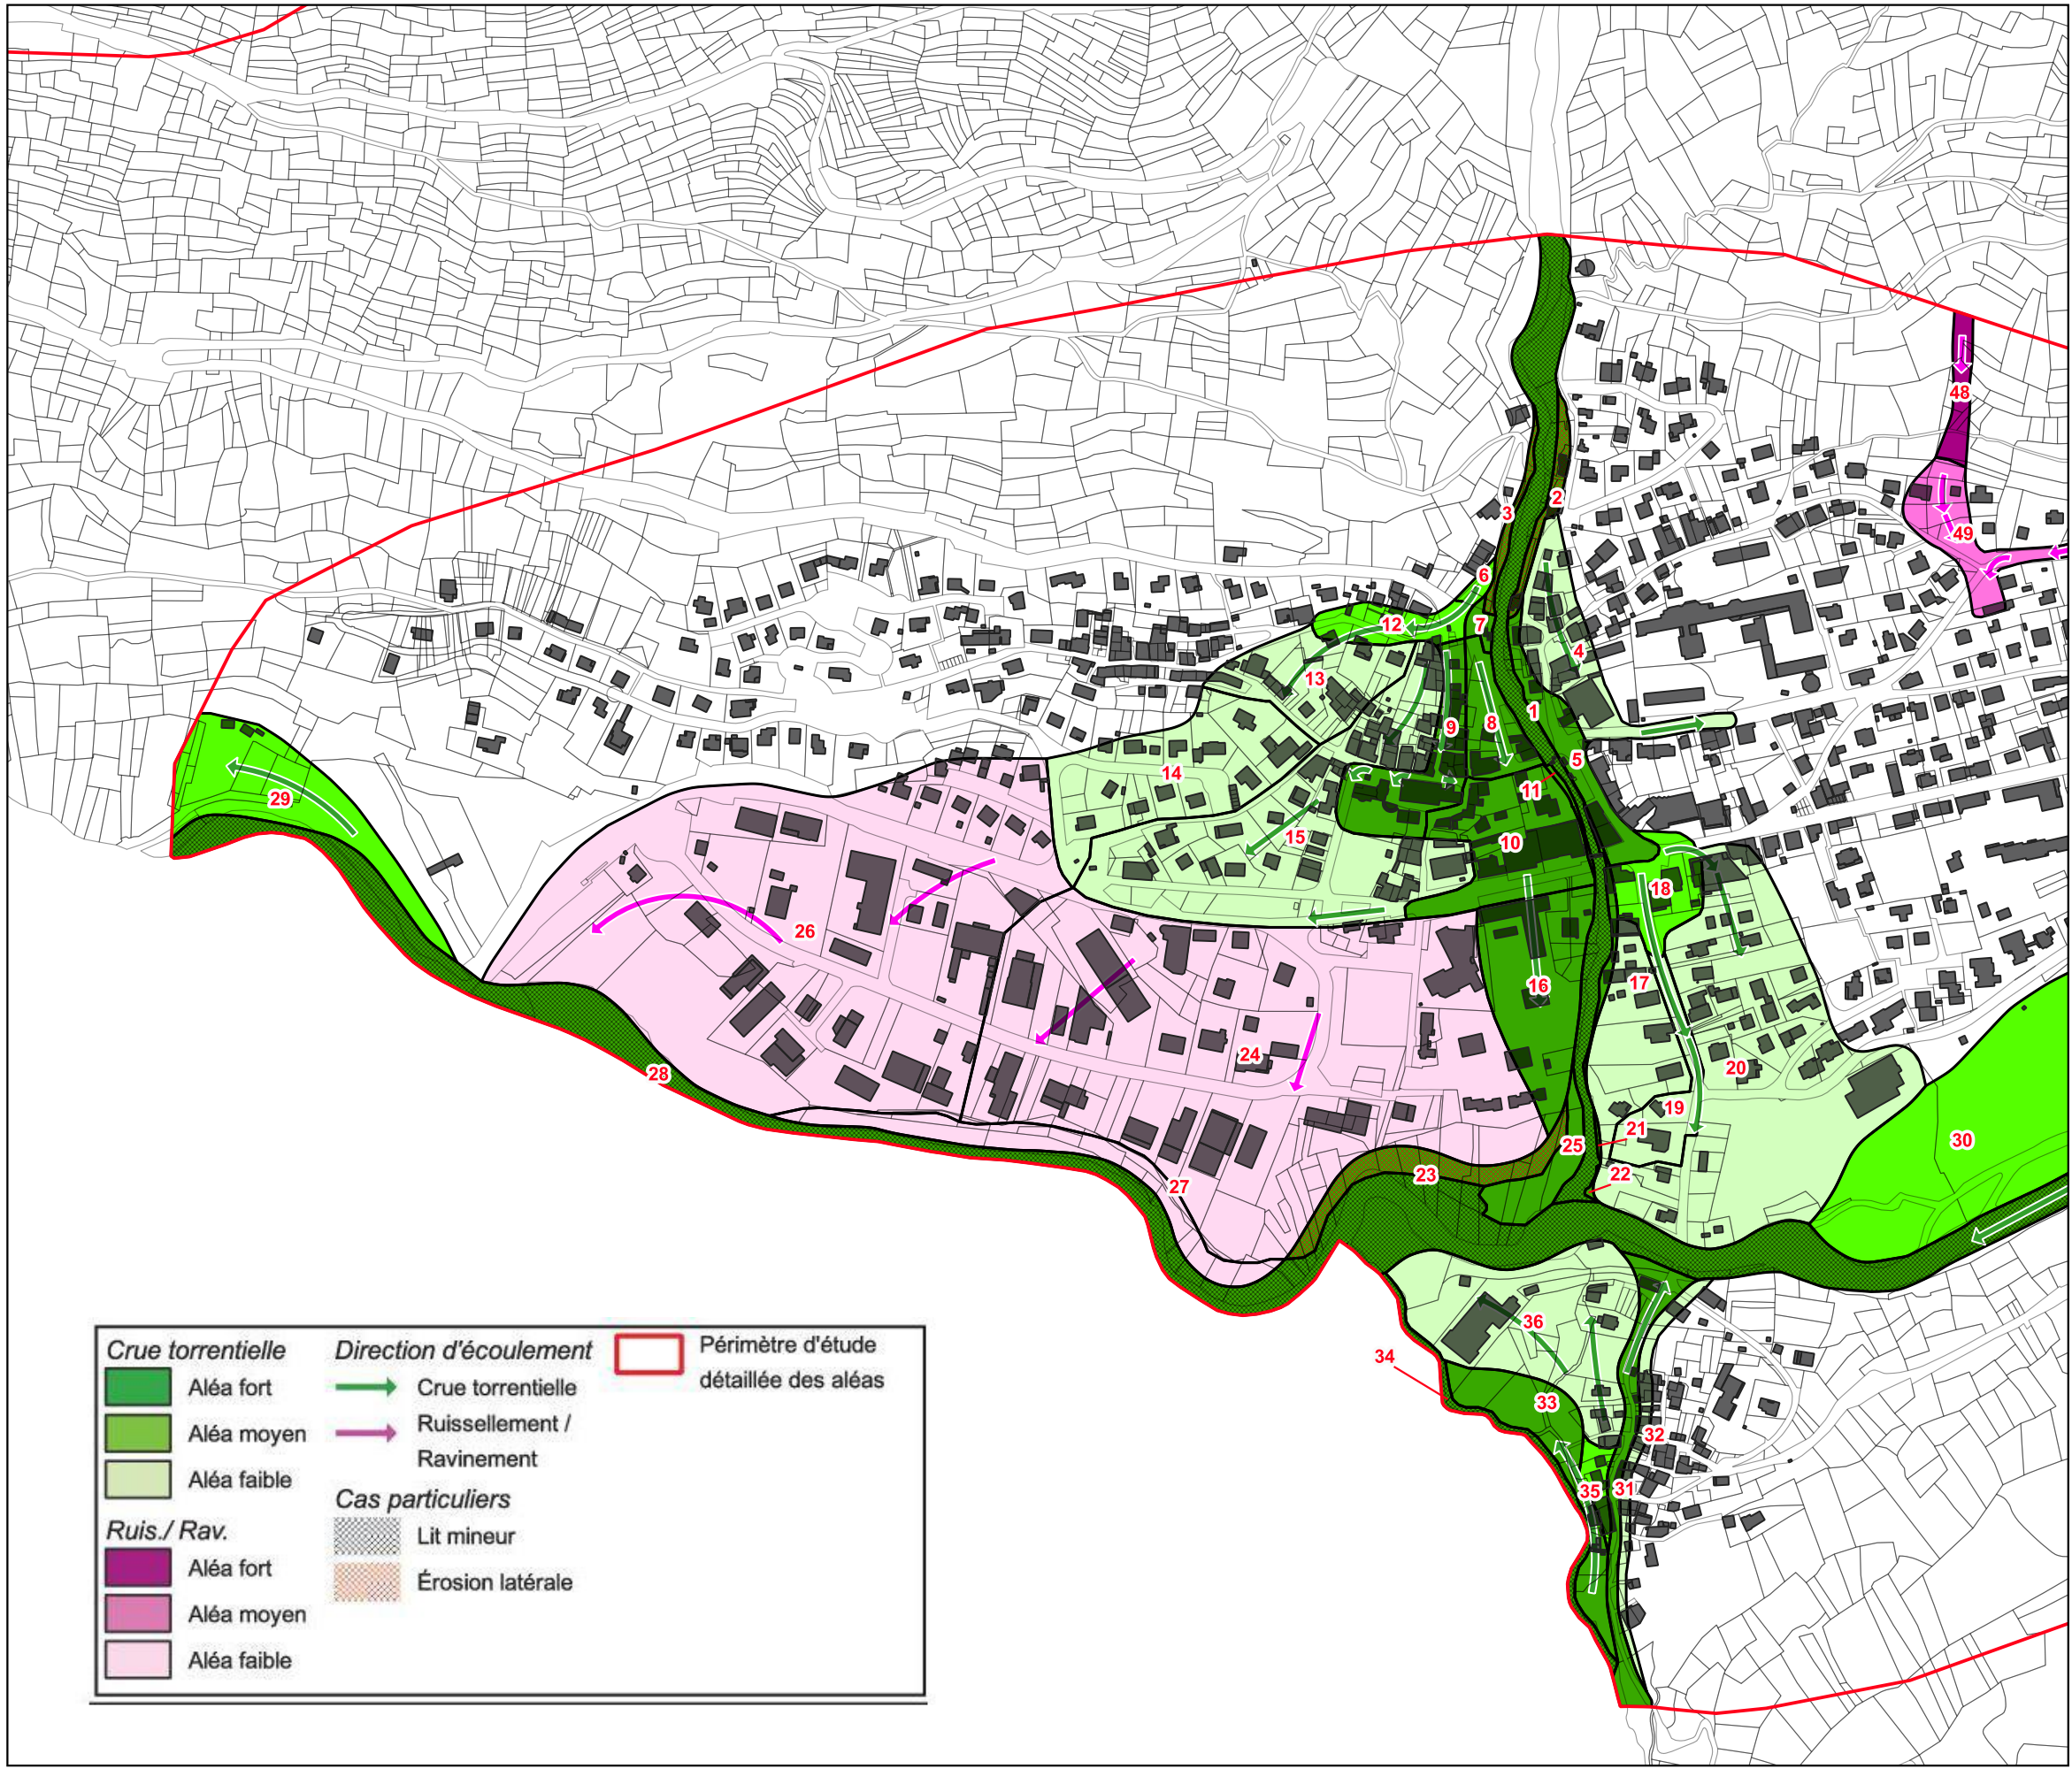 48
2
3
49
6
12
7
4
13
1
9
8
5
14
11
15
10
29
18
26
17
16
24
20
28
19
21
30
25
23
22
27
36
34
33
32
35
31
Crue torrentielle
Aléa fort
Aléa moyen
Aléa faible
Ruis./ Rav.
Aléa fort
Aléa moyen
Aléa faible
Direction d'écoulement
Crue torrentielle
Ruissellement /
Ravinement
Cas particuliers
Lit mineur
Érosion latérale
Périmètre d'étude
détaillée des aléas